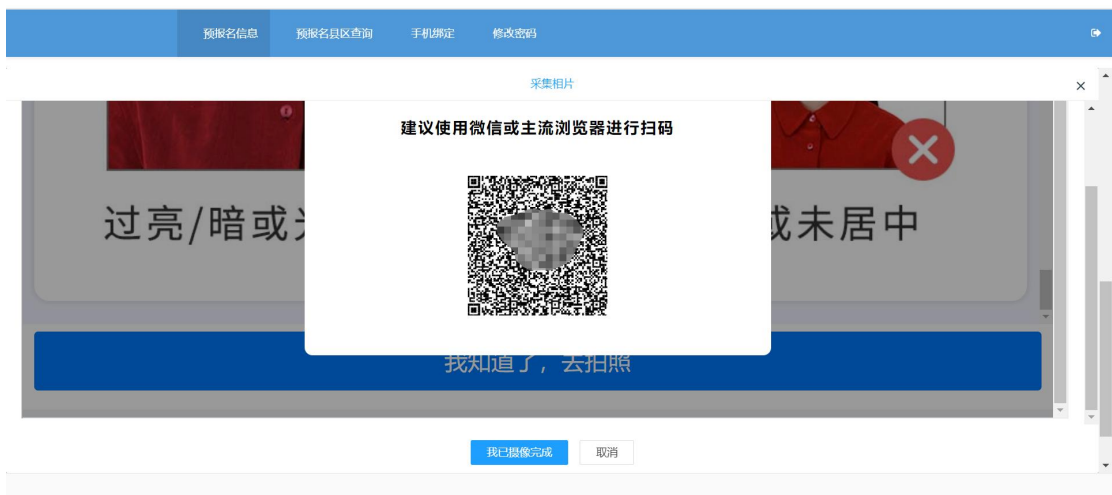 预报名信息 预报名县区查询 手机绑定 修改密码
采集相片
建议使用微信或主流浏览器进行扫码
过亮/暗或 未居中
我知道了，去拍照
我已摄像完成 取消